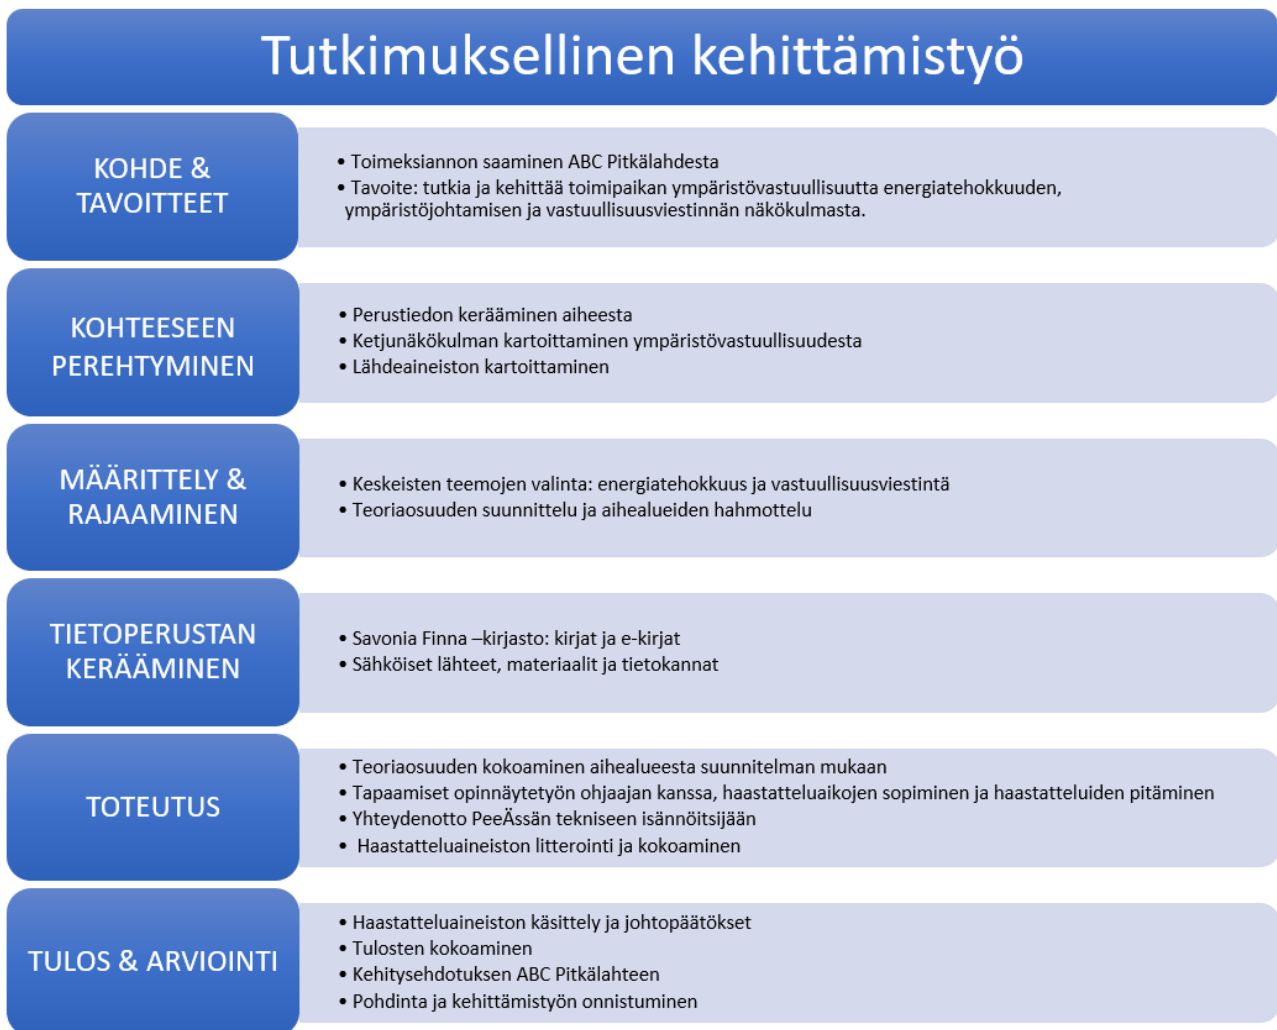 Tutkimuksellinen kehittämistyö
KOHDE &
TAVOITTEET
• Toimeksiannon saaminen ABC Pitkälahdesta
• Tavoite: tutkia ja kehittää toimipaikan ympäristövastuullisuutta energiatehokkuuden,
ympäristöjohtamisen ja vastuullisuusviestinnän näkökulmasta.
KOHTEESEEN
PEREHTYMINEN
• Perustiedon kerääminen aiheesta
• Ketjunäkökulman kartoittaminen ympäristövastuullisuudesta
• Lähdeaineiston kartoittaminen
MÄÄRITTELY &
RAJAAMINEN
• Keskeisten teemojen valinta: energiatehokkuus ja vastuullisuusviestintä
• Teoriaosuuden suunnittelu ja aihealueiden hahmottelu
TIETOPERUSTAN
KERÄÄMINEN
• Savonia Finna –kirjasto: kirjat ja e-kirjat
• Sähköiset lähteet, materiaalit ja tietokannat
TOTEUTUS
• Teoriaosuuden kokoaminen aihealueesta suunnitelman mukaan
• Tapaamiset opinnäytetyön ohjaajan kanssa, haastatteluaikojen sopiminen ja haastatteluiden pitäminen
• Yhteydenotto PeeÄssän tekniseen isännöitsijään
• Haastatteluaineiston litterointi ja kokoaminen
TULOS & ARVIOINTI
• Haastatteluaineiston käsittely ja johtopäätökset
• Tulosten kokoaminen
• Kehitysehdotuksen ABC Pitkälahteen
• Pohdinta ja kehittämistyön onnistuminen